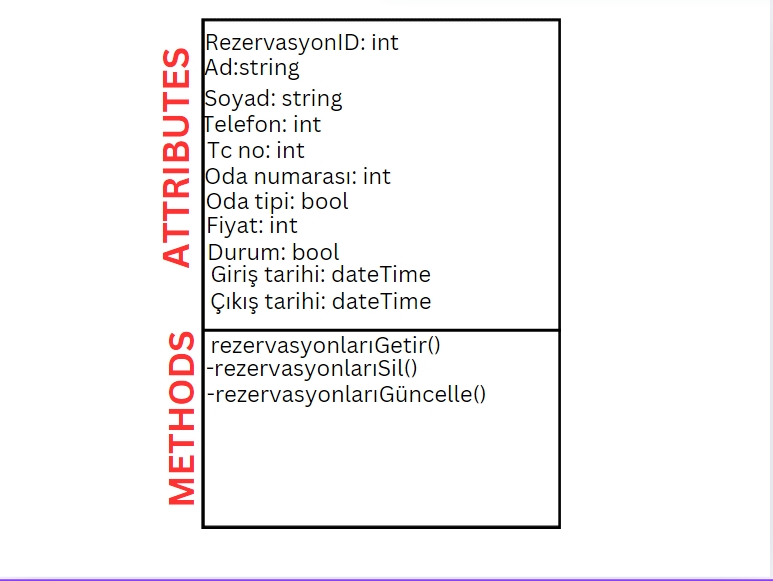 ATTRIBUTES
RezervasyonID: int
Ad:string
Soyad: string
Telefon: int
Tc no: int
Oda numarası: int
Oda tipi: bool
Fiyat: int
Durum: bool
Giriş tarihi: dateTime
Çıkış tarihi: dateTime
METHODS
rezervasyonlarıGetir()
-rezervasyonlarıSil()
-rezervasyonlarıGüncelle()